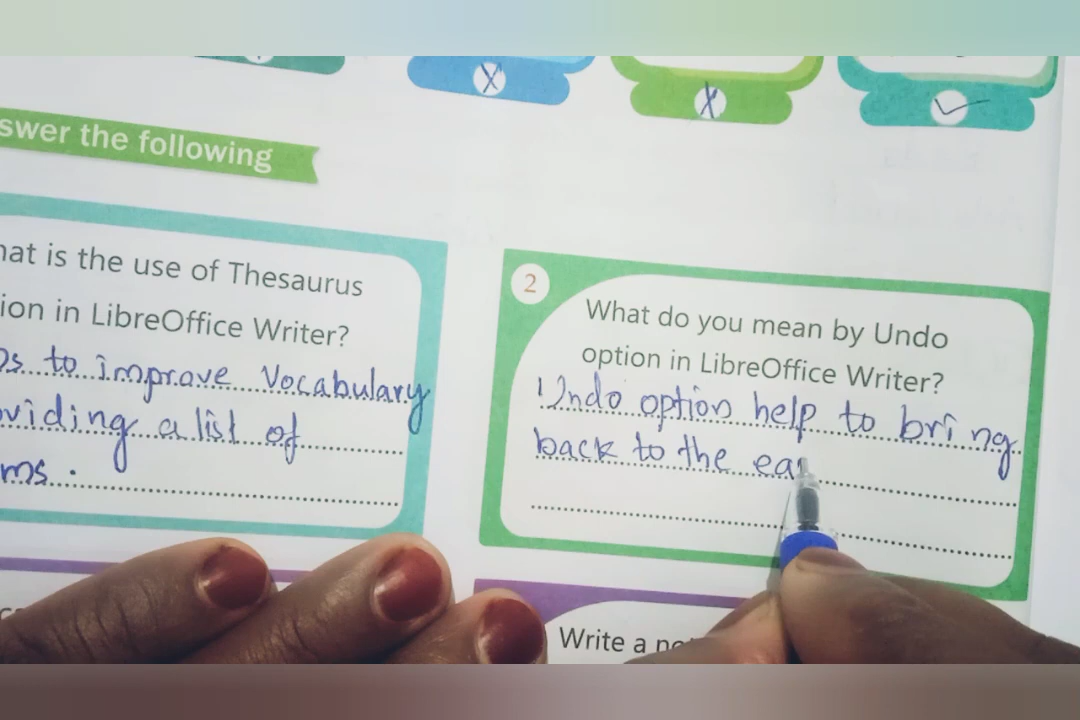 swer the following
hat is the use of Thesaurus
ion in LibreOffice Writer?
ps to improve Vocabulary
oviding a list of
ms.
2
What do you mean by Undo
option in LibreOffice Writer?
Undo option help to bring
back to the ea
Write a no